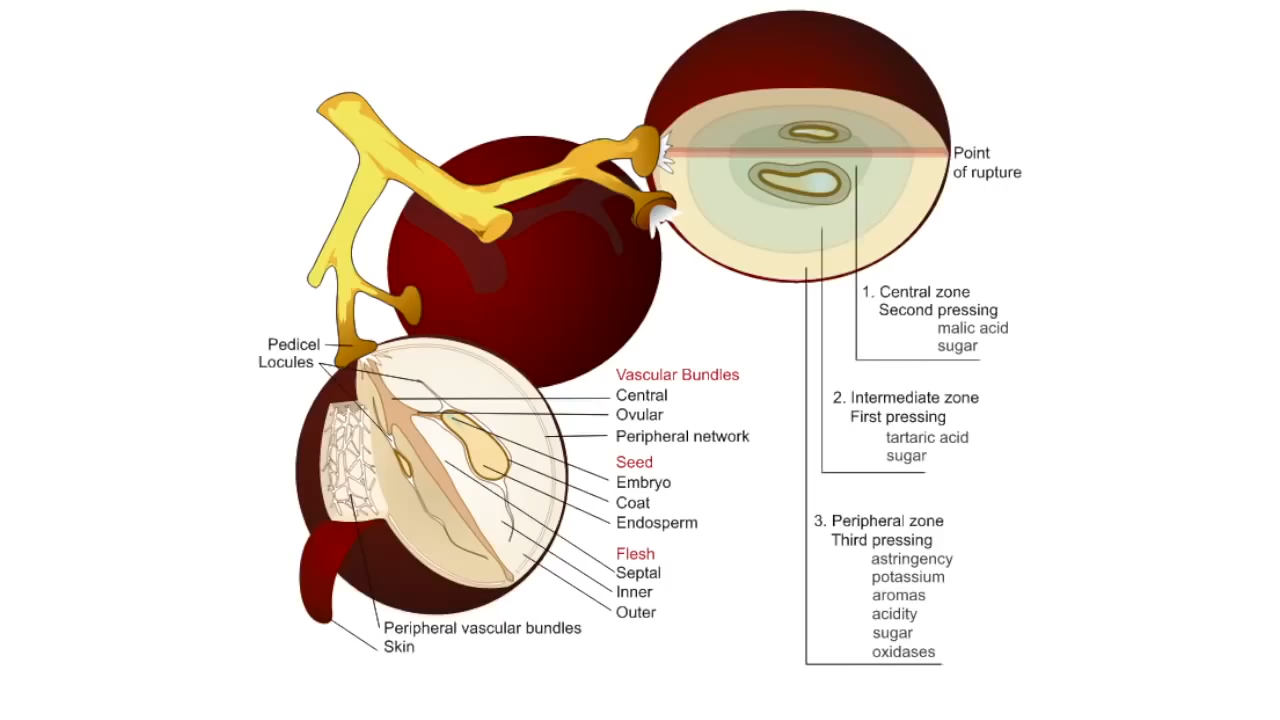 Point
of rupture
1. Central zone
Second pressing
malic acid
sugar
2. Intermediate zone
First pressing
tartaric acid
sugar
3. Peripheral zone
Third pressing
astringency
potassium
aromas
acidity
sugar
oxidases
Pedicel
Locules
Vascular Bundles
Central
Ovular
Peripheral network
Seed
Embryo
Coat
Endosperm
Flesh
Septal
Inner
Outer
Peripheral vascular bundles
Skin